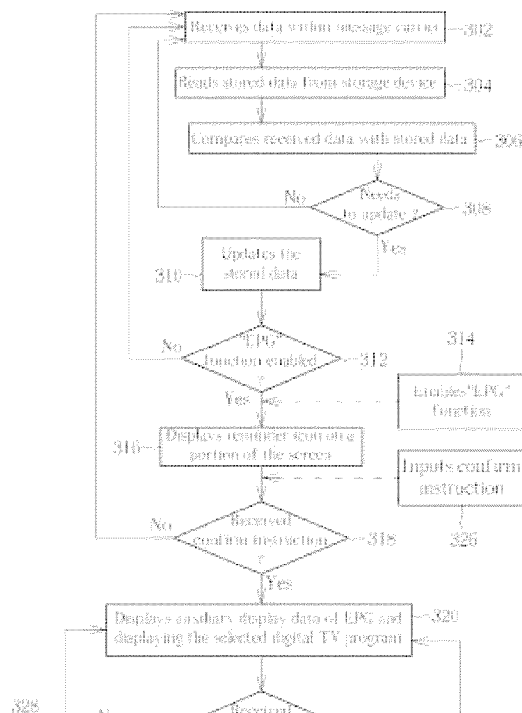 Receives data within message carrier
302
Reads stored data from storage device
304
Compares received data with stored data
306
Needs
to update ?
308
No
Yes
Updates the
stored data
310
"EPG"
function enabled
?
312
No
Yes
314
Enables "EPG"
function
Displays reminder icon on a
portion of the screen
316
Inputs confirm
instruction
326
Received
confirm instruction
?
318
No
Yes
Displays auxiliary display data of EPG and
displaying the selected digital TV program
320
328
Received